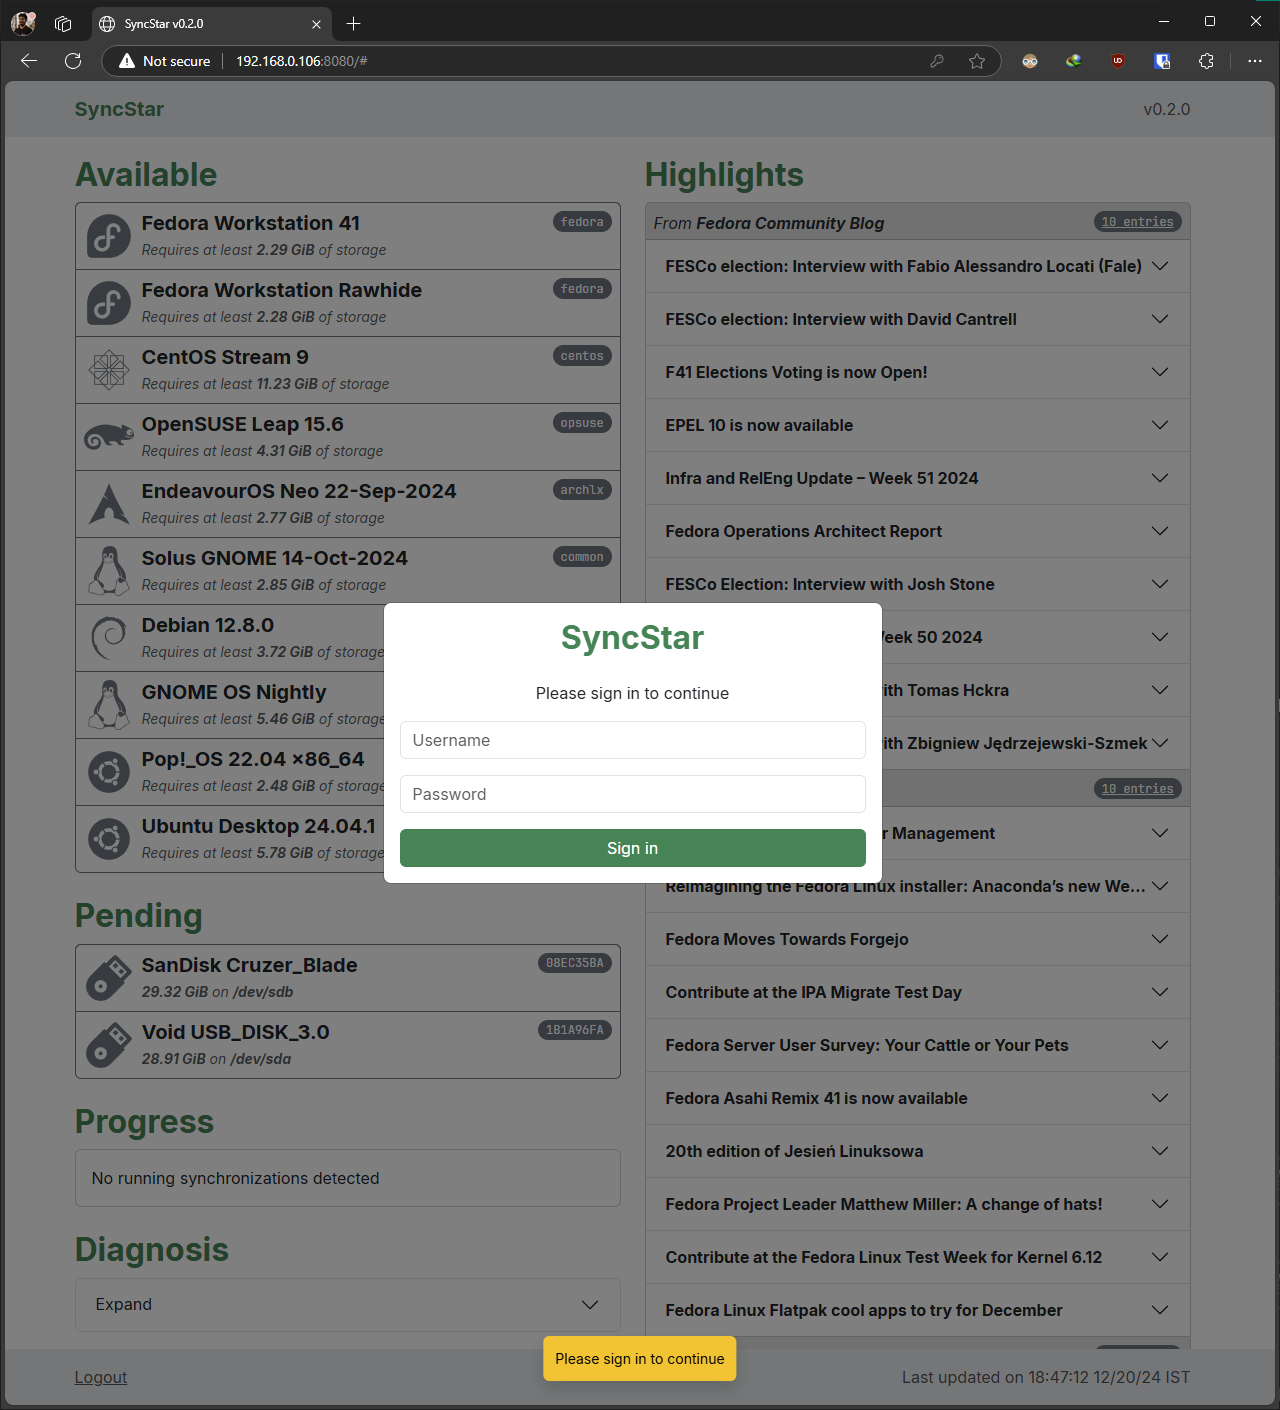 SyncStar v0.2.0
Not secure
192.168.0.106:8080/#
SyncStar
v0.2.0
Available
Fedora Workstation 41
fedora
Requires at least 2.29 GiB of storage
Fedora Workstation Rawhide
fedora
Requires at least 2.28 GiB of storage
CentOS Stream 9
centos
Requires at least 11.23 GiB of storage
OpenSUSE Leap 15.6
opsuse
Requires at least 4.31 GiB of storage
EndeavourOS Neo 22-Sep-2024
archlx
Requires at least 2.77 GiB of storage
Solus GNOME 14-Oct-2024
common
Requires at least 2.85 GiB of storage
Debian 12.8.0
Requires at least 3.72 GiB of storage
GNOME OS Nightly
Requires at least 5.46 GiB of storage
Pop!_OS 22.04 x86_64
Requires at least 2.48 GiB of storage
Ubuntu Desktop 24.04.1
Requires at least 5.78 GiB of storage
Pending
SanDisk Cruzer_Blade
08EC35BA
29.32 GiB on /dev/sdb
Void USB_DISK_3.0
1B1A96FA
28.91 GiB on /dev/sda
Progress
No running synchronizations detected
Diagnosis
Expand
Highlights
From Fedora Community Blog
10 entries
FESCo election: Interview with Fabio Alessandro Locati (Fale)
FESCo election: Interview with David Cantrell
F41 Elections Voting is now Open!
EPEL 10 is now available
Infra and RelEng Update – Week 51 2024
Fedora Operations Architect Report
FESCo Election: Interview with Josh Stone
eek 50 2024
ith Tomas Hckra
ith Zbigniew Jędrzejewski-Szmek
10 entries
r Management
Reimagining the Fedora Linux installer: Anaconda’s new We...
Fedora Moves Towards Forgejo
Contribute at the IPA Migrate Test Day
Fedora Server User Survey: Your Cattle or Your Pets
Fedora Asahi Remix 41 is now available
20th edition of Jesień Linuksowa
Fedora Project Leader Matthew Miller: A change of hats!
Contribute at the Fedora Linux Test Week for Kernel 6.12
Fedora Linux Flatpak cool apps to try for December
SyncStar
Please sign in to continue
Username
Password
Sign in
Please sign in to continue
Logout
Last updated on 18:47:12 12/20/24 IST